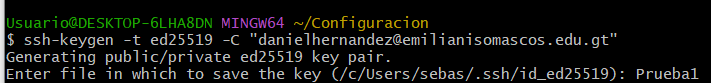 Usuario@DESKTOP-6LHA8DN MINGW64 ~/Configuracion
$ ssh-keygen -t ed25519 -C "danielhernandez@emilianisomascos.edu.gt"
Generating public/private ed25519 key pair.
Enter file in which to save the key (/c/Users/sebas/.ssh/id_ed25519): Prueba1